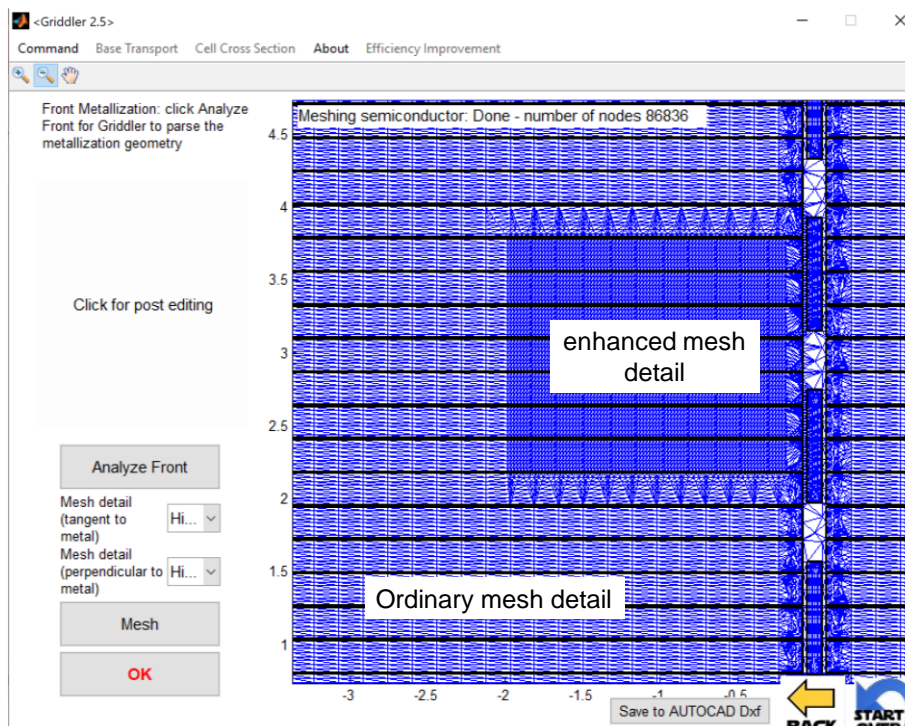 <Griddler 2.5>
Command Base Transport Cell Cross Section About Efficiency Improvement
Front Metallization: click Analyze
Front for Griddler to parse the
metallization geometry
Click for post editing
Analyze Front
Mesh detail
(tangent to
metal)
Hi...
Mesh detail
(perpendicular to
metal)
Hi...
Mesh
OK
Meshing semiconductor: Done - number of nodes 86836
4.5
4
3.5
3
2.5
2
1.5
1
enhanced mesh
detail
Ordinary mesh detail
-3 -2.5 -2 -1.5 -1 -0.5
Save to AUTOCAD Dxf
BACK
START
OVER